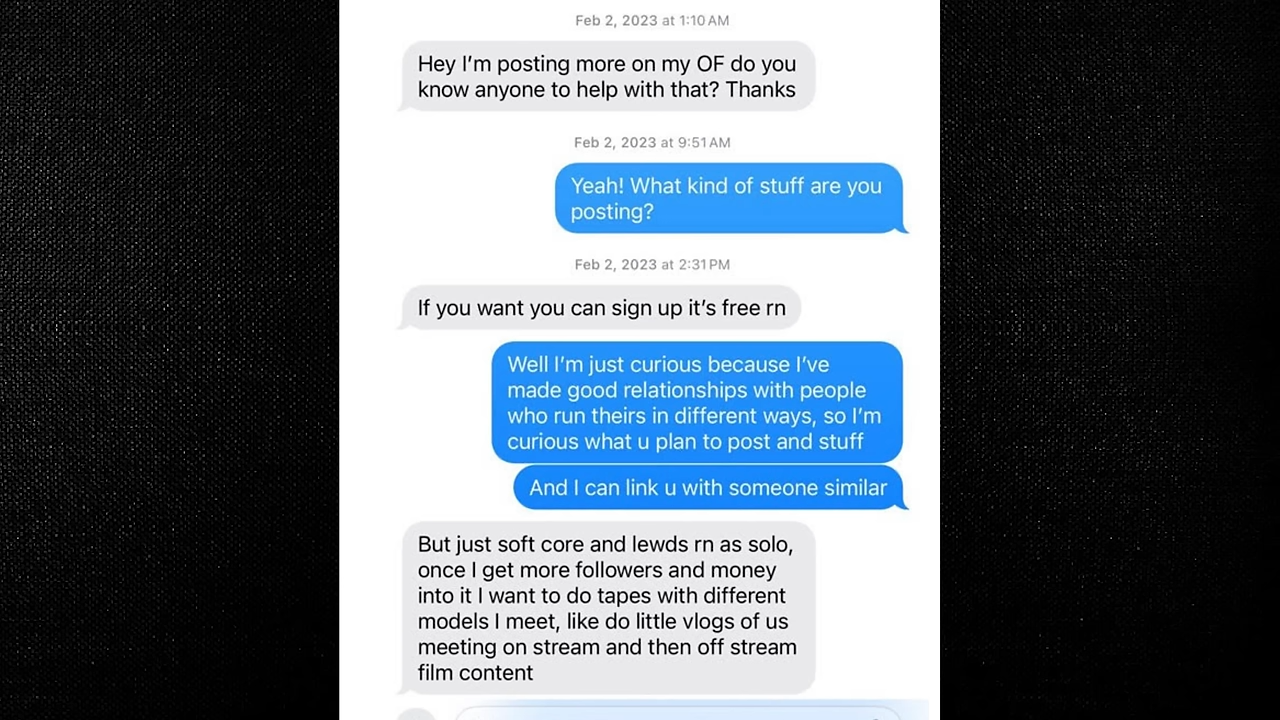 Feb 2, 2023 at 1:10 AM
Hey I'm posting more on my OF do you
know anyone to help with that? Thanks
Feb 2, 2023 at 9:51 AM
Yeah! What kind of stuff are you
posting?
Feb 2, 2023 at 2:31 PM
If you want you can sign up it's free rn
Well I'm just curious because I've
made good relationships with people
who run theirs in different ways, so I'm
curious what u plan to post and stuff
And I can link u with someone similar
But just soft core and lewds rn as solo,
once I get more followers and money
into it I want to do tapes with different
models I meet, like do little vlogs of us
meeting on stream and then off stream
film content